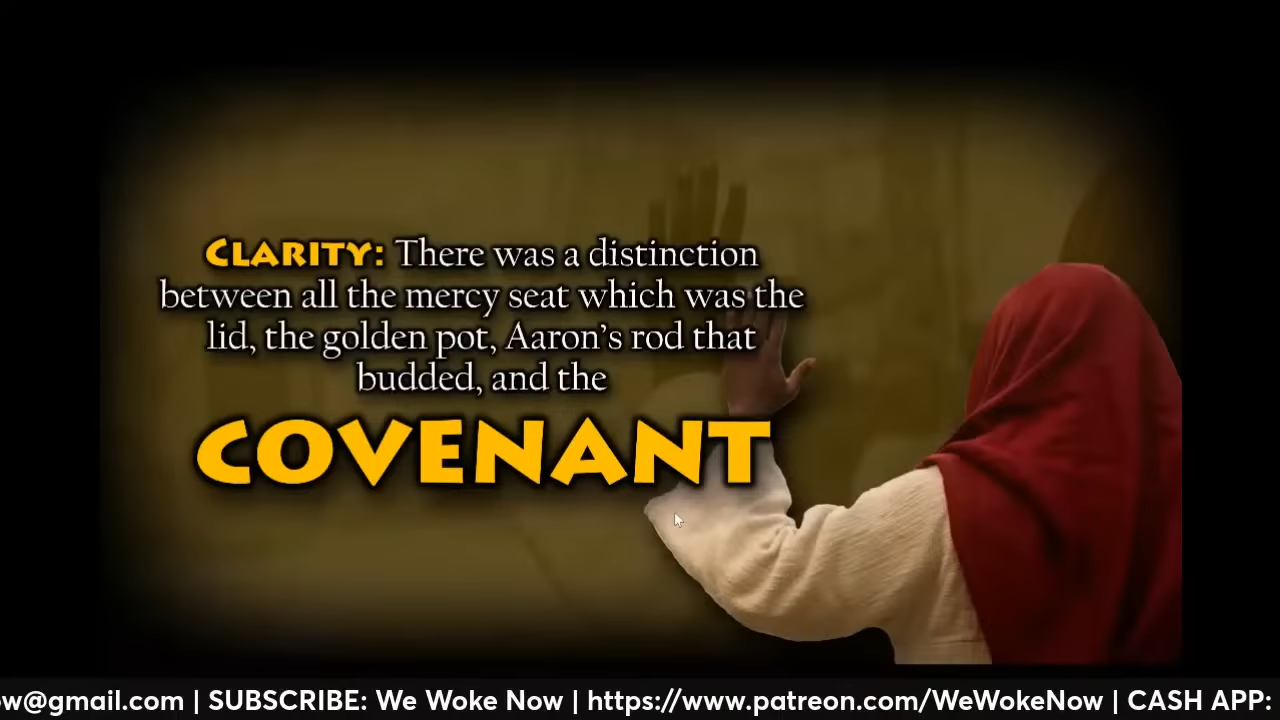 CLARITY: There was a distinction
between all the mercy seat which was the
lid, the golden pot, Aaron's rod that
budded, and the
COVENANT
ow@gmail.com | SUBSCRIBE: We Woke Now | https://www.patreon.com/WeWokeNow | CASH APP: